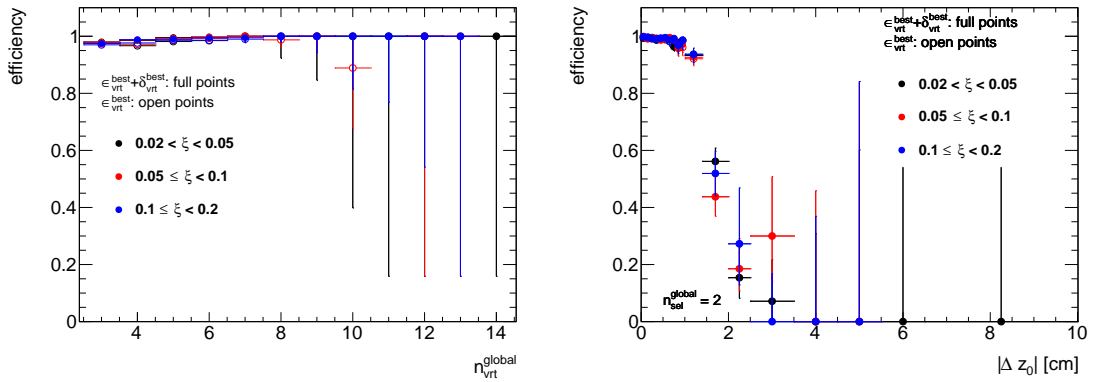 efficiency
1
0.8
0.6
0.4
0.2
0
ϵ_vrt^best+δ_vrt^best: full points
ϵ_vrt^best: open points
0.02 < ξ < 0.05
0.05 ≤ ξ < 0.1
0.1 ≤ ξ < 0.2
4 6 8 10 12 14
n_vrt^global
efficiency
1
0.8
0.6
0.4
0.2
0
ϵ_vrt^best+δ_vrt^best: full points
ϵ_vrt^best: open points
0.02 < ξ < 0.05
0.05 ≤ ξ < 0.1
0.1 ≤ ξ < 0.2
n_sel^global = 2
0 2 4 6 8 10
|Δ z₀| [cm]